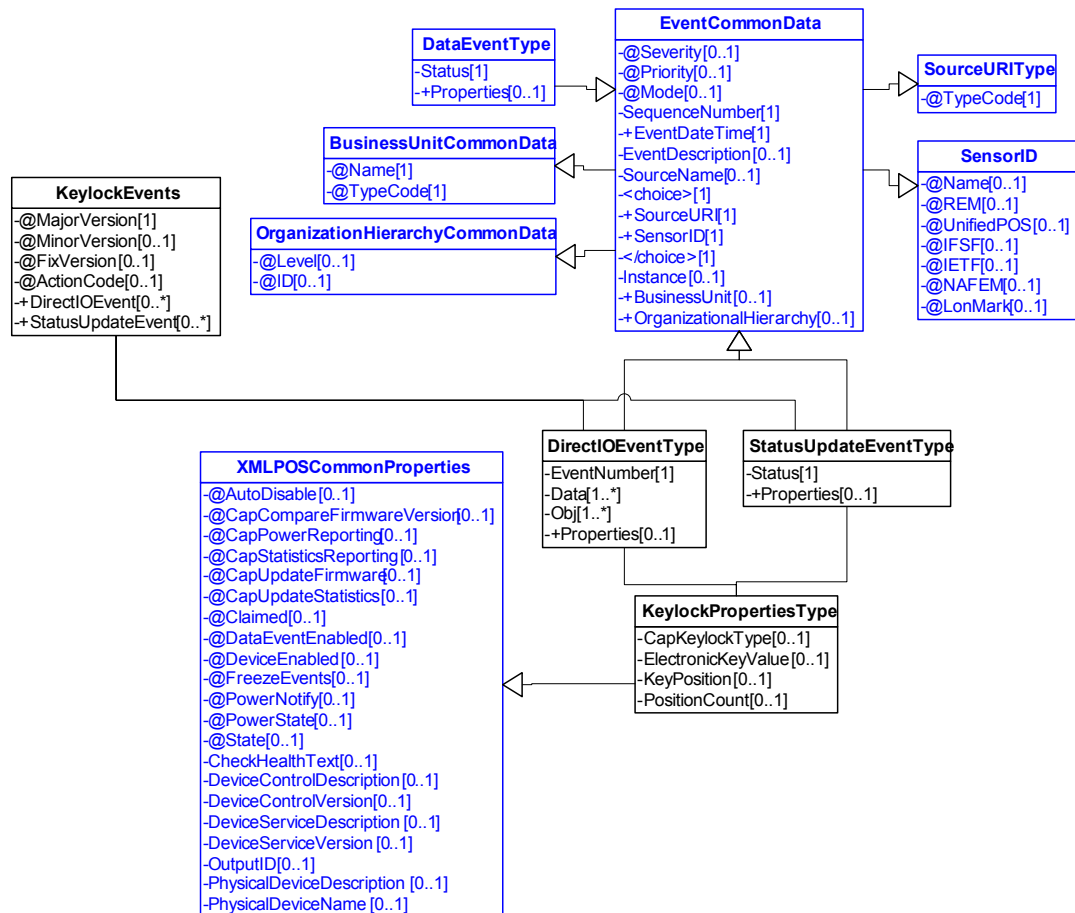 EventCommonData
-@Severity[0..1]
-@Priority[0..1]
-@Mode[0..1]
-SequenceNumber[1]
-+EventDateTime[1]
-EventDescription[0..1]
-SourceName[0..1]
-<choice>[1]
-+SourceURI[1]
-+SensorID[1]
-</choice>[1]
-Instance[0..1]
-+BusinessUnit[0..1]
-+OrganizationalHierarchy[0..1]
DataEventType
-Status[1]
-+Properties[0..1]
SourceURIType
-@TypeCode[1]
BusinessUnitCommonData
-@Name[1]
-@TypeCode[1]
SensorID
-@Name[0..1]
-@REM[0..1]
-@UnifiedPOS[0..1]
-@IFSF[0..1]
-@IETF[0..1]
-@NAFEM[0..1]
-@LonMark[0..1]
KeylockEvents
-@MajorVersion[1]
-@MinorVersion[0..1]
-@FixVersion[0..1]
-@ActionCode[0..1]
-+DirectIOEvent[0..*]
-+StatusUpdateEvent[0..*]
OrganizationHierarchyCommonData
-@Level[0..1]
-@ID[0..1]
DirectIOEventType
-EventNumber[1]
-Data[1..*]
-Obj[1..*]
-+Properties[0..1]
StatusUpdateEventType
-Status[1]
-+Properties[0..1]
XMLPOSCommonProperties
-@AutoDisable[0..1]
-@CapCompareFirmwareVersion[0..1]
-@CapPowerReporting[0..1]
-@CapStatisticsReporting[0..1]
-@CapUpdateFirmware[0..1]
-@CapUpdateStatistics[0..1]
-@Claimed[0..1]
-@DataEventEnabled[0..1]
-@DeviceEnabled[0..1]
-@FreezeEvents[0..1]
-@PowerNotify[0..1]
-@PowerState[0..1]
-@State[0..1]
-CheckHealthText[0..1]
-DeviceControlDescription[0..1]
-DeviceControlVersion[0..1]
-DeviceServiceDescription [0..1]
-DeviceServiceVersion [0..1]
-OutputID[0..1]
-PhysicalDeviceDescription [0..1]
-PhysicalDeviceName [0..1]
KeylockPropertiesType
-CapKeylockType[0..1]
-ElectronicKeyValue[0..1]
-KeyPosition[0..1]
-PositionCount[0..1]